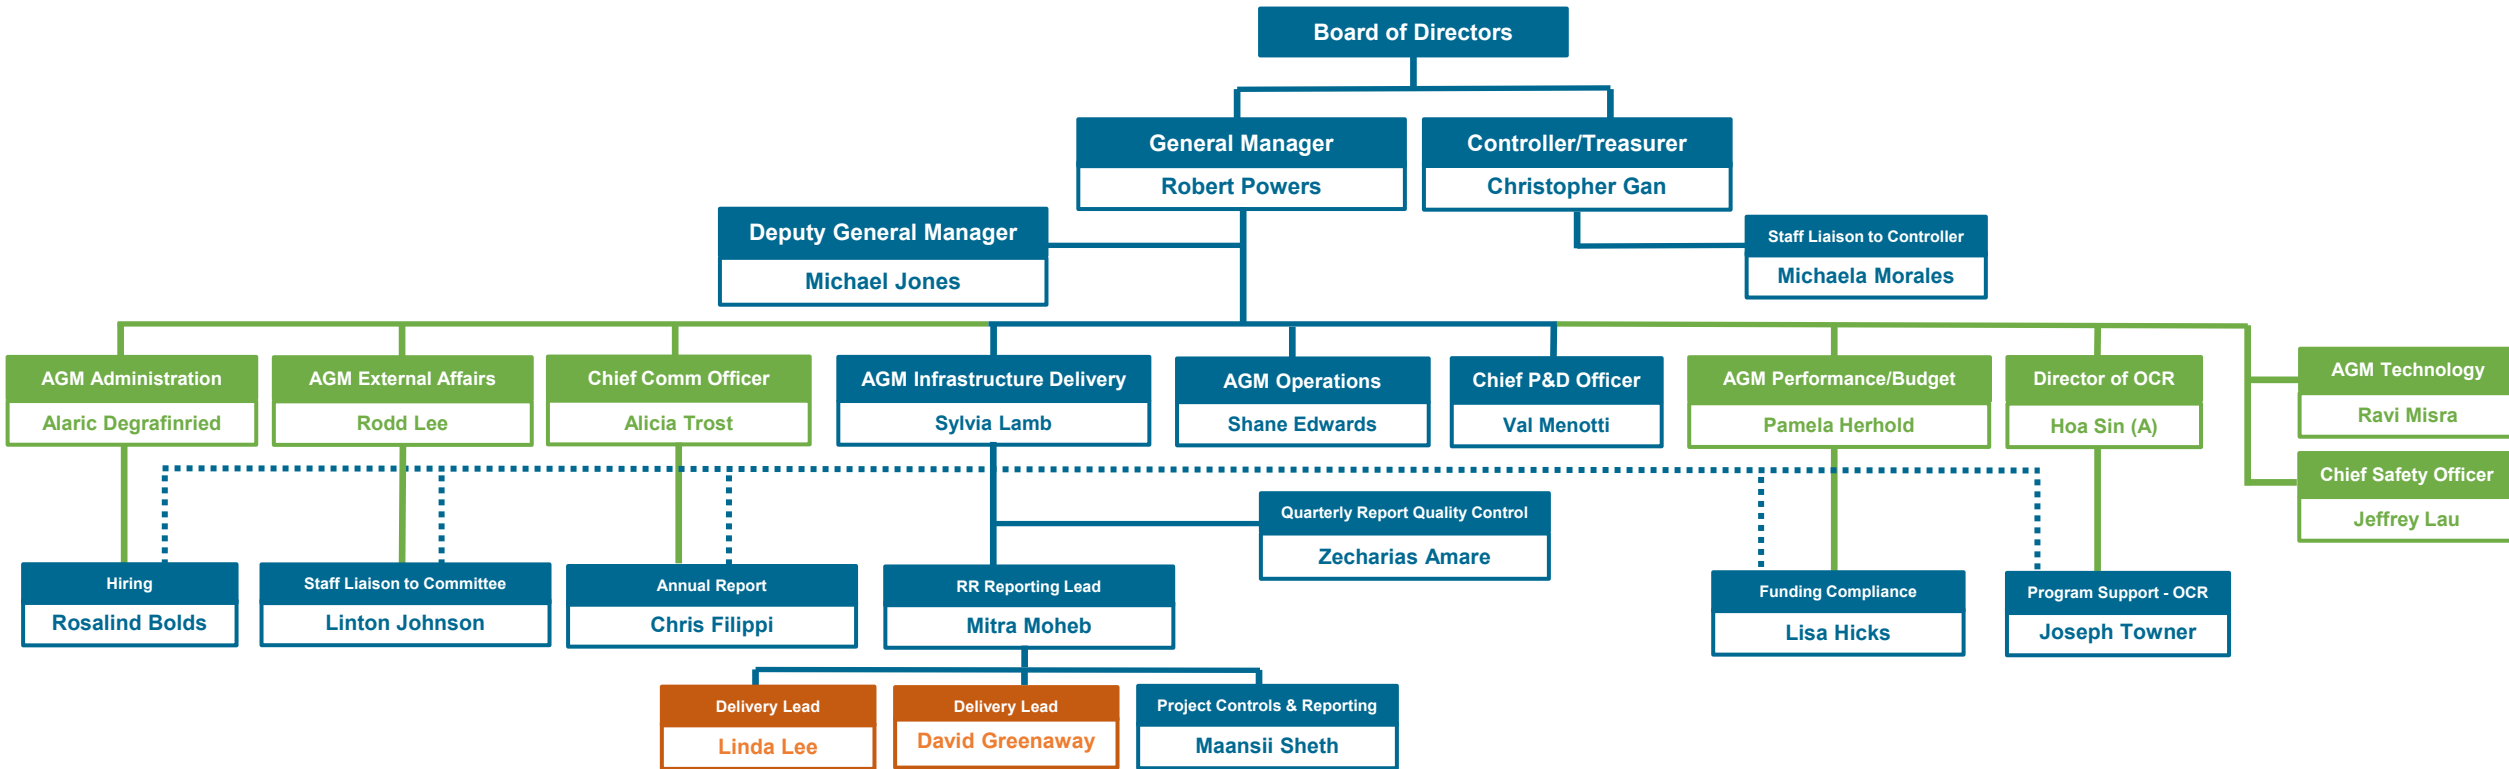 Board of Directors
General Manager
Robert Powers
Controller/Treasurer
Christopher Gan
Deputy General Manager
Michael Jones
Staff Liaison to Controller
Michaela Morales
AGM Administration
Alaric Degrafinried
AGM External Affairs
Rodd Lee
Chief Comm Officer
Alicia Trost
AGM Infrastructure Delivery
Sylvia Lamb
AGM Operations
Shane Edwards
Chief P&D Officer
Val Menotti
AGM Performance/Budget
Pamela Herhold
Director of OCR
Hoa Sin (A)
AGM Technology
Ravi Misra
Chief Safety Officer
Jeffrey Lau
Quarterly Report Quality Control
Zecharias Amare
Hiring
Rosalind Bolds
Staff Liaison to Committee
Linton Johnson
Annual Report
Chris Filippi
RR Reporting Lead
Mitra Moheb
Funding Compliance
Lisa Hicks
Program Support - OCR
Joseph Towner
Delivery Lead
Linda Lee
Delivery Lead
David Greenaway
Project Controls & Reporting
Maansii Sheth